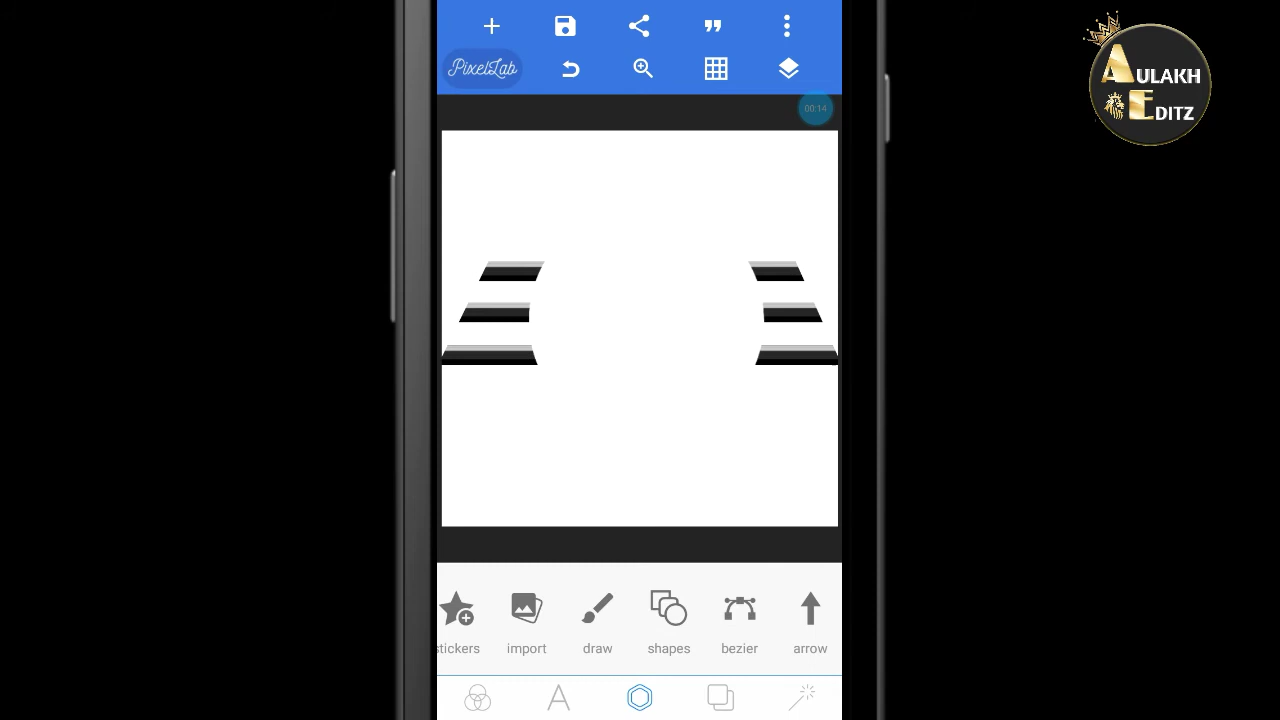 PixelLab
00:14
AULAKH
EDITZ
stickers
import
draw
shapes
bezier
arrow